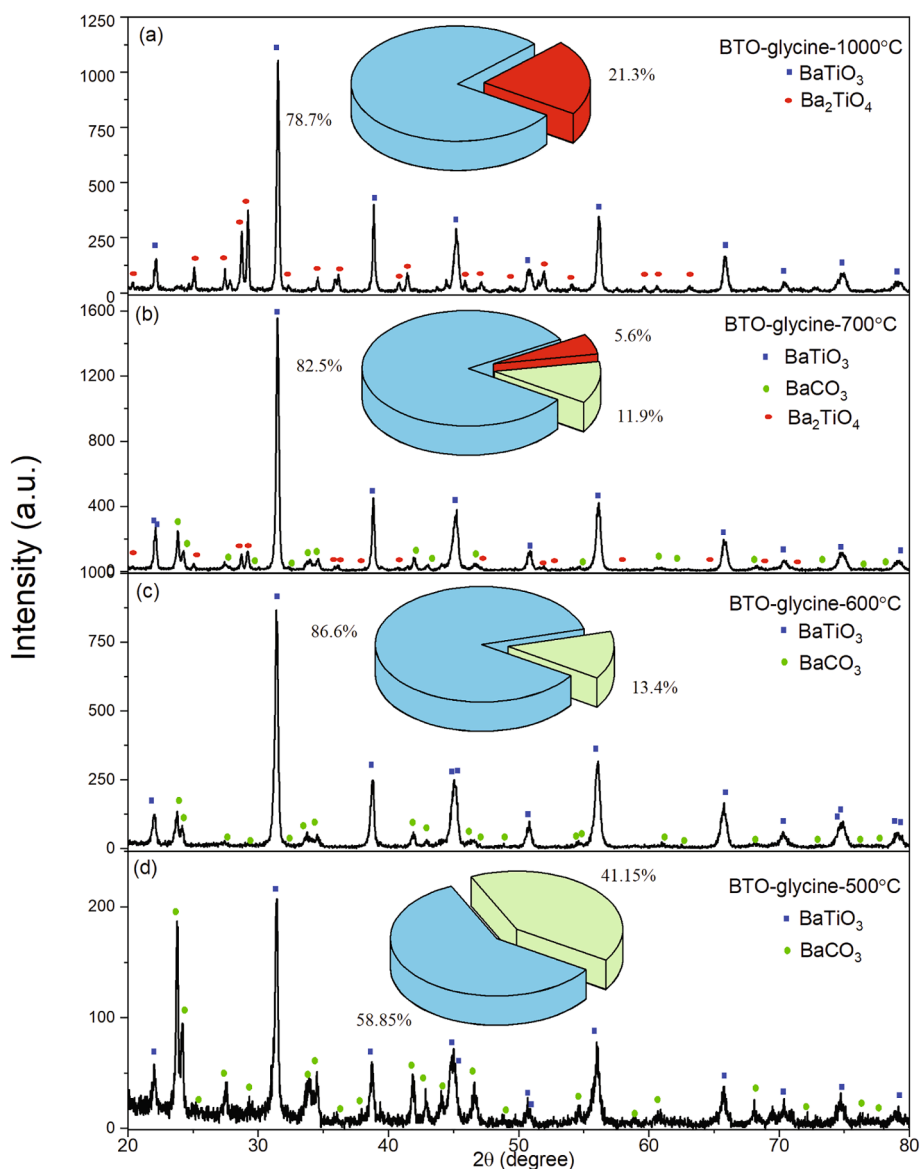 Intensity (a.u.)
(a)
BTO-glycine-1000°C
BaTiO₃
Ba₂TiO₄
78.7%
21.3%
1250
1000
750
500
250
0
(b)
BTO-glycine-700°C
BaTiO₃
BaCO₃
Ba₂TiO₄
82.5%
5.6%
11.9%
1600
1200
800
400
0
(c)
BTO-glycine-600°C
BaTiO₃
BaCO₃
86.6%
13.4%
1000
750
500
250
0
(d)
BTO-glycine-500°C
BaTiO₃
BaCO₃
41.15%
58.85%
200
100
0
20 30 40 50 60 70 80
2θ (degree)